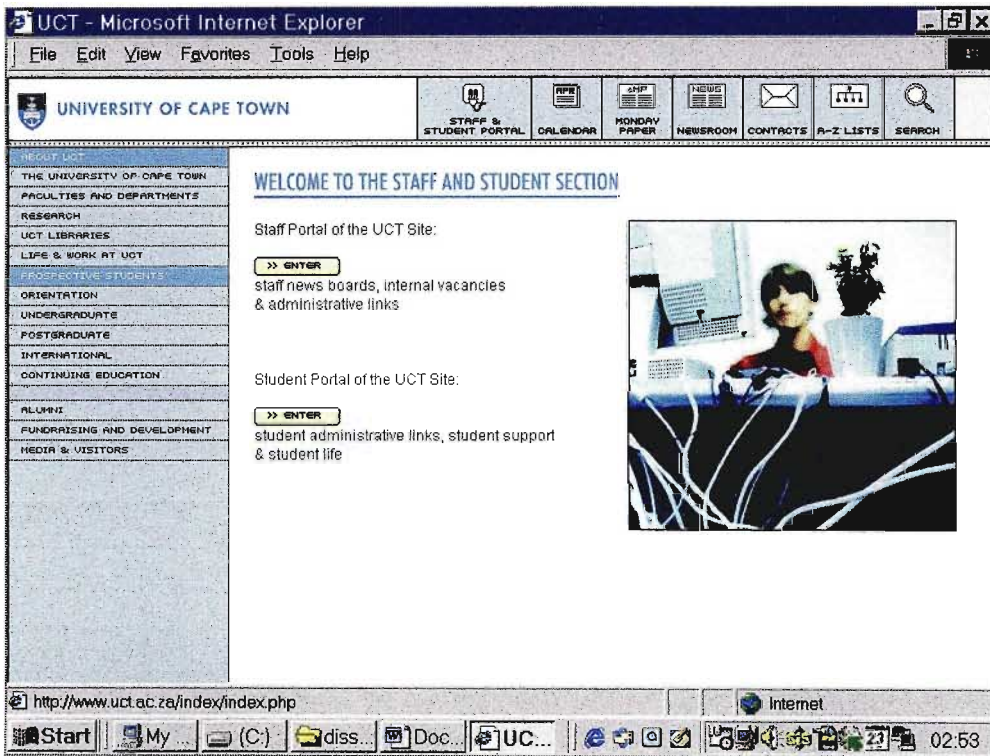 UCT - Microsoft Internet Explorer
File Edit View Favorites Tools Help
UNIVERSITY OF CAPE TOWN
STAFF &
STUDENT PORTAL
CALENDAR
MONDAY
PAPER
NEWSROOM
CONTACTS
A-Z LISTS
SEARCH
ABOUT UCT
THE UNIVERSITY OF CAPE TOWN
FACULTIES AND DEPARTMENTS
RESEARCH
UCT LIBRARIES
LIFE & WORK AT UCT
PROSPECTIVE STUDENTS
ORIENTATION
UNDERGRADUATE
POSTGRADUATE
INTERNATIONAL
CONTINUING EDUCATION
ALUMNI
FUNDRAISING AND DEVELOPMENT
MEDIA & VISITORS
WELCOME TO THE STAFF AND STUDENT SECTION
Staff Portal of the UCT Site:
>> ENTER
staff news boards, internal vacancies
& administrative links
Student Portal of the UCT Site:
>> ENTER
student administrative links, student support
& student life
http://www.uct.ac.za/index/index.php
Internet
Start My ... (C:) diss... Doc... UC... 23 02:53